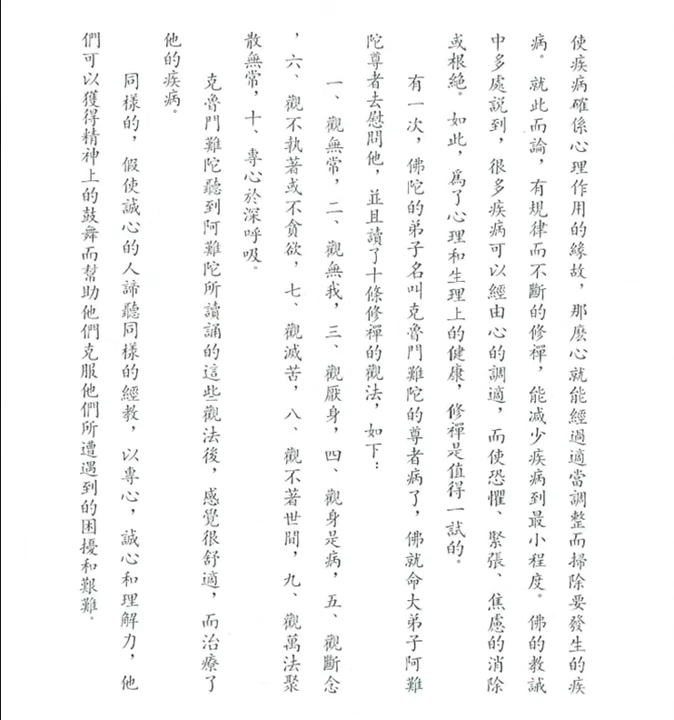 使疾病確係心理作用的緣故，那麽心就能經過適當調整而掃除要發生的疾
病。就此而論，有規律而不斷的修禪，能減少疾病到最小程度。佛的教誡
中多處説到，很多疾病可以經由心的調適，而使恐懼、緊張、焦慮的消除
或根絶。如此，爲了心理和生理上的健康，修禪是值得一試的。
有一次，佛陀的弟子名叫克魯門難陀的尊者病了，佛就命大弟子阿難
陀尊者去慰問他，並且讀了十條修禪的觀法，如下：
一、觀無常，二、觀無我，三、觀厭身，四、觀身是病，五、觀斷念
，六、觀不執著或不貪欲，七、觀滅苦，八、觀不著世間，九、觀萬法聚
散無常，十、專心於深呼吸。
克魯門難陀聽到阿難陀所讀誦的這些觀法後，感覺很舒適，而治療了
他的疾病。
同樣的，假使誠心的人諦聽同樣的經教，以專心，誠心和理解力，他
們可以獲得精神上的鼓舞而幫助他們克服他們所遭遇到的困擾和艱難。